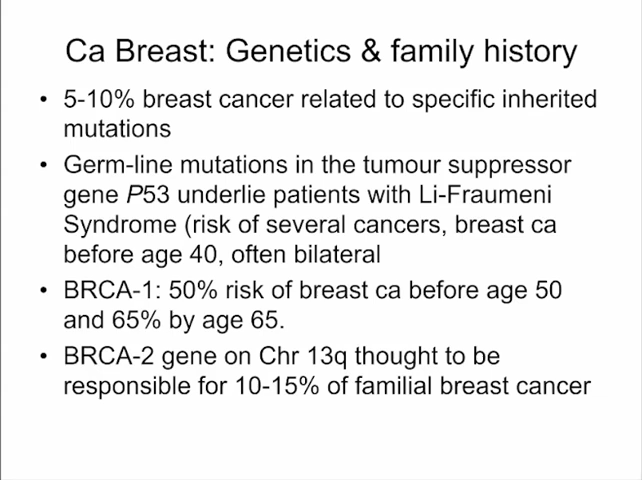 Ca Breast: Genetics & family history
• 5-10% breast cancer related to specific inherited
mutations
• Germ-line mutations in the tumour suppressor
gene P53 underlie patients with Li-Fraumeni
Syndrome (risk of several cancers, breast ca
before age 40, often bilateral
• BRCA-1: 50% risk of breast ca before age 50
and 65% by age 65.
• BRCA-2 gene on Chr 13q thought to be
responsible for 10-15% of familial breast cancer